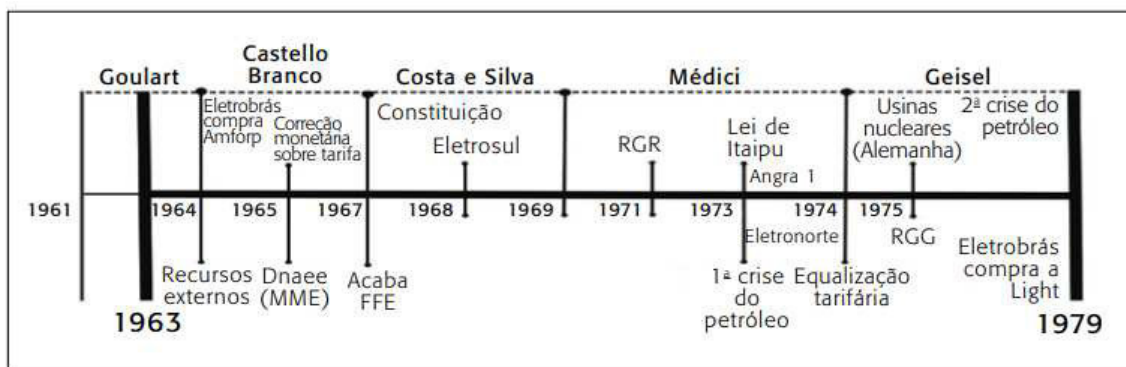 Goulart
Castello
Branco
Costa e Silva
Médici
Geisel
Eletrobrás
compra
Amforp
Correcão
monetária
sobre tarifa
Constituição
Eletrosul
RGR
Lei de
Itaipu
Angra 1
Usinas
nucleares
(Alemanha)
2ª crise do
petróleo
1961
1964
1965
1967
1968
1969
1971
1973
1974
1975
Recursos
externos
Dnaee
(MME)
Acaba
FFE
Eletronorte
1ª crise
do
petróleo
Equalização
tarifária
RGG
Eletrobrás
compra a
Light
1963
1979